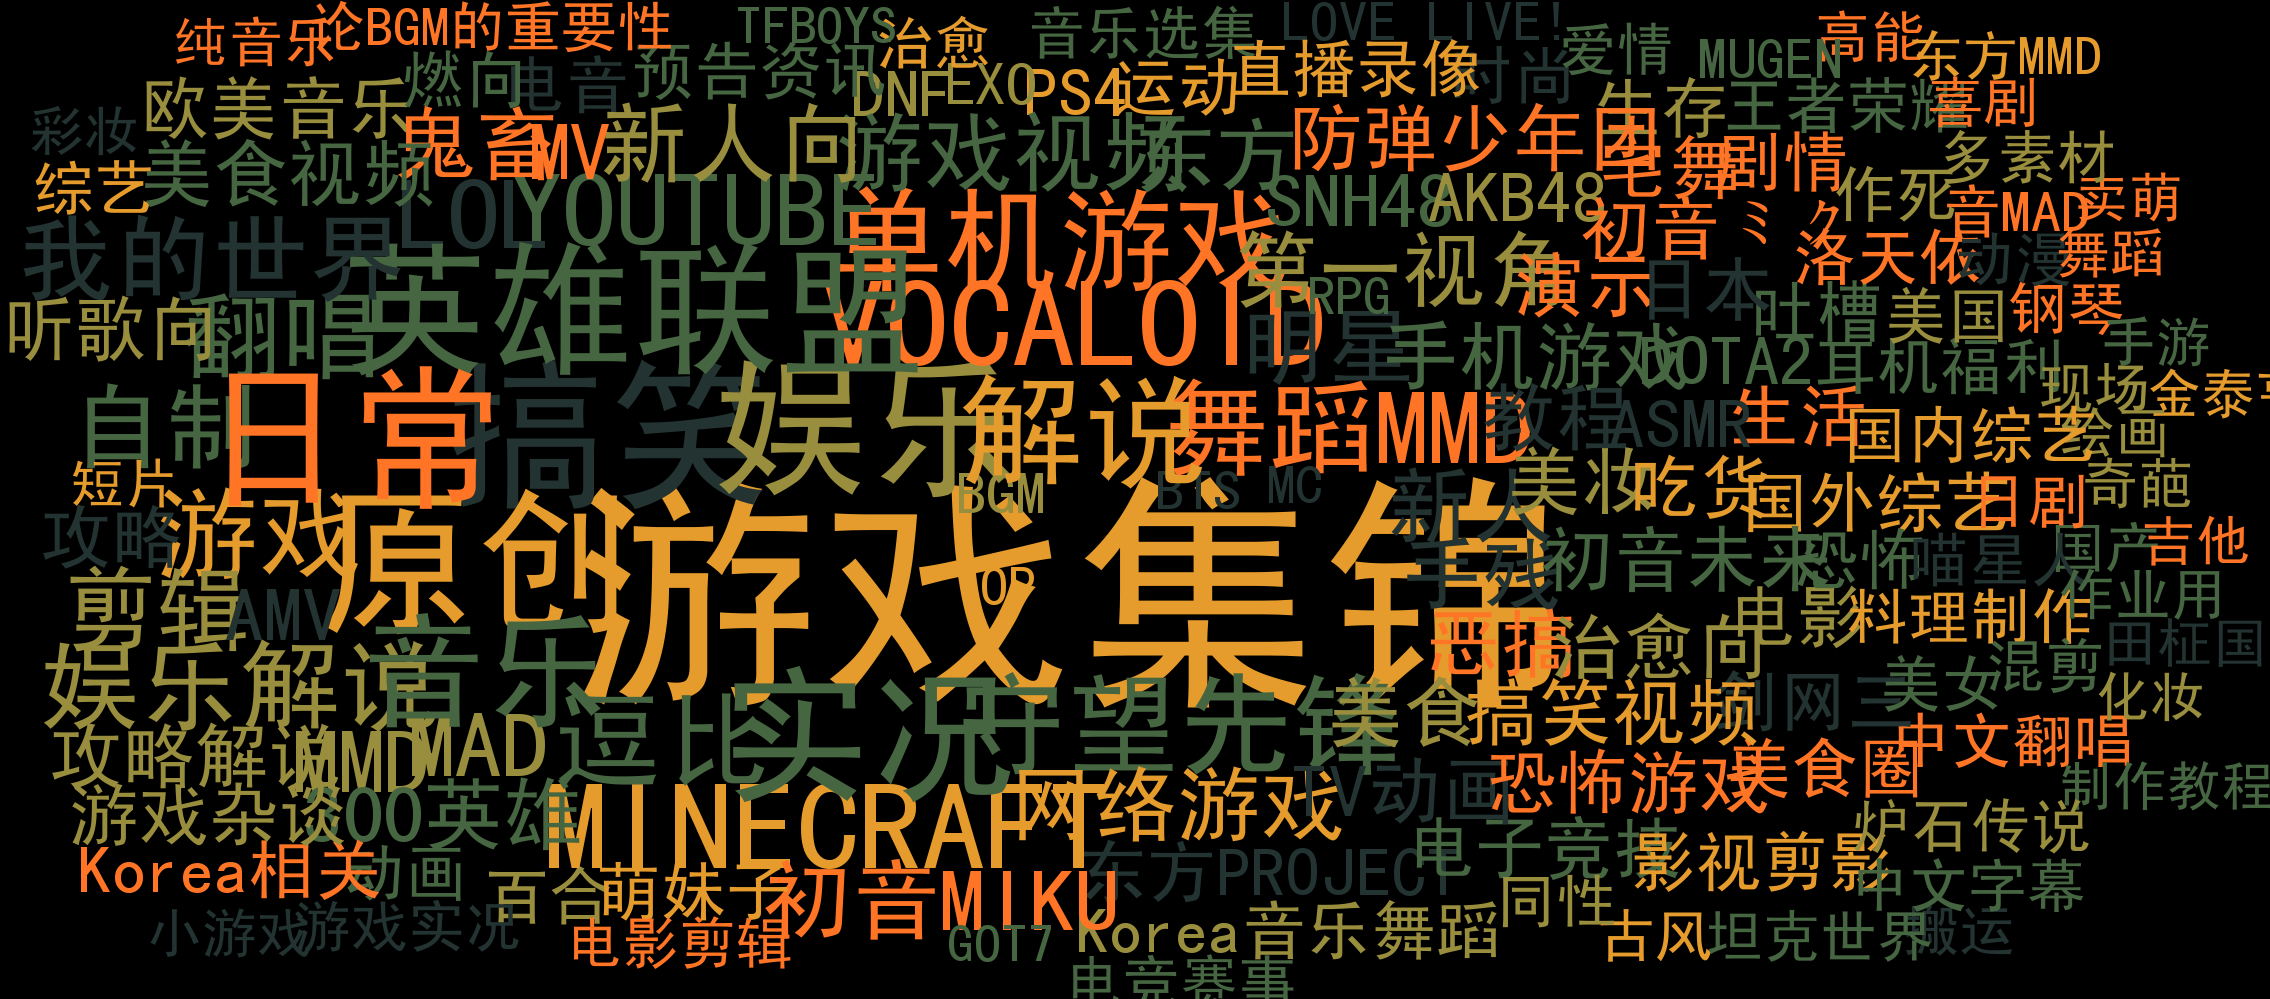 纯音乐
论BGM的重要性
TFBOYS
治愈
音乐选集
LOVE LIVE!
爱情
MUGEN
高能
东方MMD
欧美音乐
燃向
电音
预告资讯
DNF
EXO
PS4
运动
直播录像
时尚
生存
王者荣耀
喜剧
彩妆
综艺
美食视频
鬼畜
MV
新人向
游戏视频
东方
防弹少年团
宅舞
剧情
多素材
作死
音MAD
卖萌
我的世界
LOL
YOUTUBE
单机游戏
SNH48
AKB48
初音ミク
洛天依
动漫
舞蹈
听歌向
翻唱
英雄联盟
VOCALOID
第一视角
RPG
演示
日本
吐槽
美国
钢琴
手游
明星
手机游戏
DOTA2
耳机福利
自制
日常
搞笑
娱乐
解说
舞蹈MMD
教程
ASMR
生活
国内综艺
现场
金泰亨
绘画
短片
BGM
BTS
MC
新人
美妆
吃货
国外综艺
日剧
奇葩
攻略
游戏
原创
游戏集锦
OP
手残
初音未来
恐怖
喵星人
国产
吉他
剪辑
AMV
恶搞
治愈向
电影
料理制作
作业用
娱乐解说
音乐
田柾国
攻略解说
MMD
MAD
逗比
实况
守望先锋
美食
搞笑视频
剑网三
美女
混剪
化妆
游戏杂谈
300英雄
MINECRAFT
网络游戏
TV动画
恐怖游戏
美食圈
中文翻唱
制作教程
Korea相关
动画
百合
萌妹子
初音MIKU
东方PROJECT
电子竞技
影视剪影
炉石传说
中文字幕
小游戏
游戏实况
电影剪辑
GOT7
Korea音乐舞蹈
同性
古风
坦克世界
搬运
电竞赛事